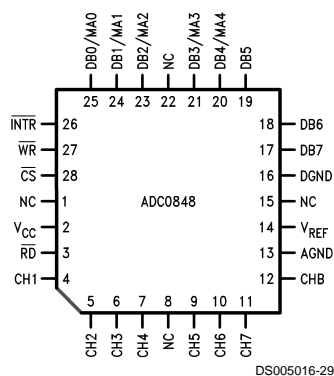 DB0/MA0
DB1/MA1
DB2/MA2
NC
DB3/MA3
DB4/MA4
DB5
25 24 23 22 21 20 19
INTR 26
WR 27
CS 28
NC 1
VCC 2
RD 3
CH1 4
ADC0848
18 DB6
17 DB7
16 DGND
15 NC
14 VREF
13 AGND
12 CHB
5 6 7 8 9 10 11
CH2
CH3
CH4
NC
CH5
CH6
CH7
DS005016-29